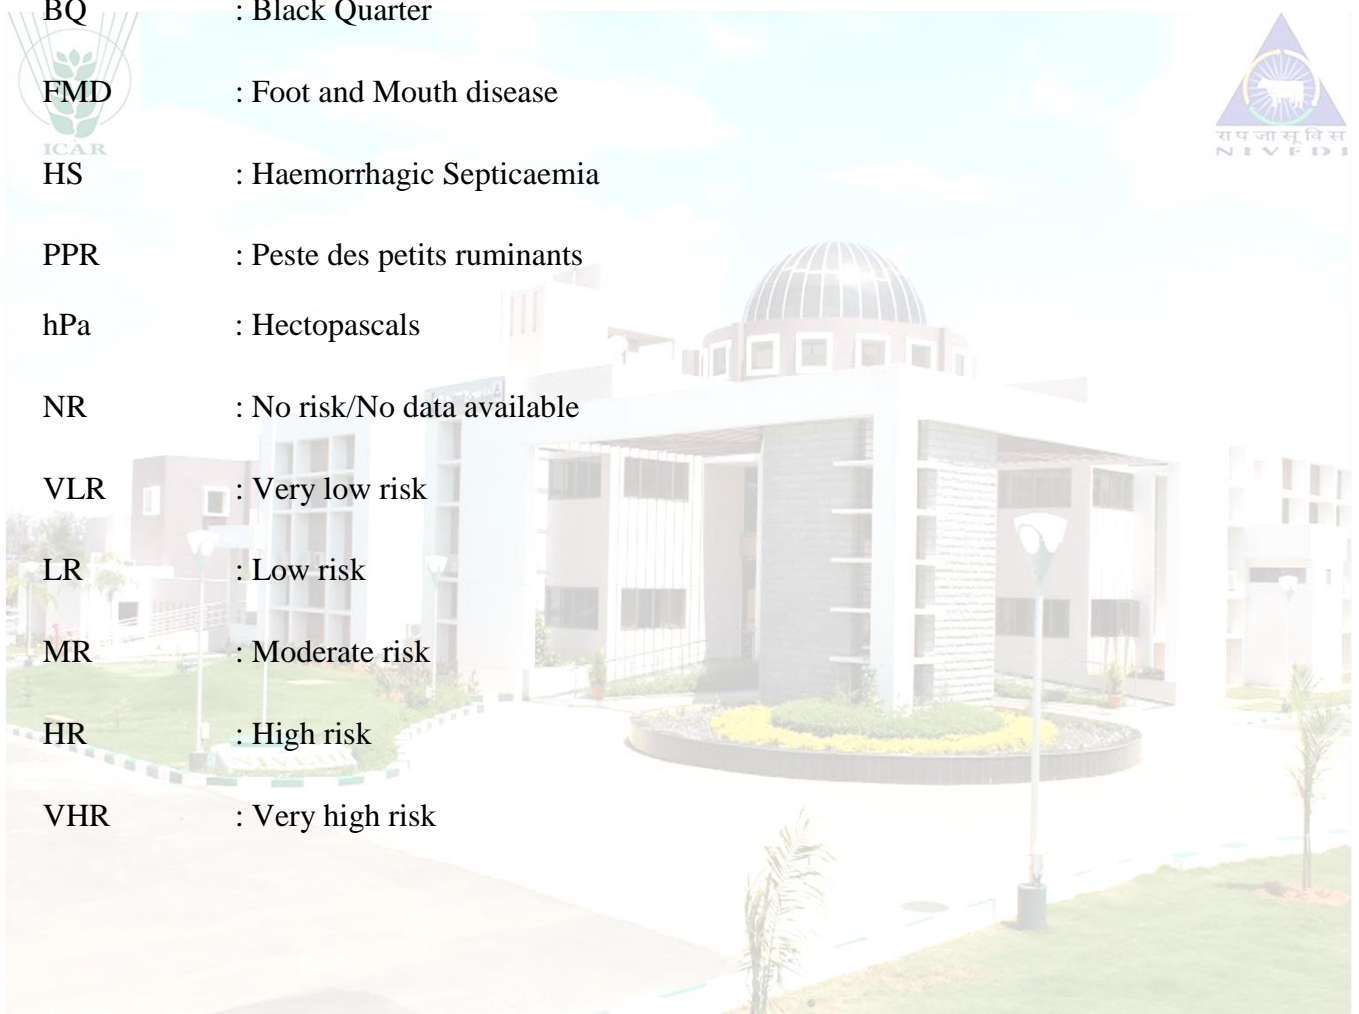 BQ : Black Quarter
FMD : Foot and Mouth disease
ICAR
रा प जा सू वि स
NIVEDI
HS : Haemorrhagic Septicaemia
PPR : Peste des petits ruminants
hPa : Hectopascals
NR : No risk/No data available
VLR : Very low risk
LR : Low risk
MR : Moderate risk
HR : High risk
NIVEDI
VHR : Very high risk